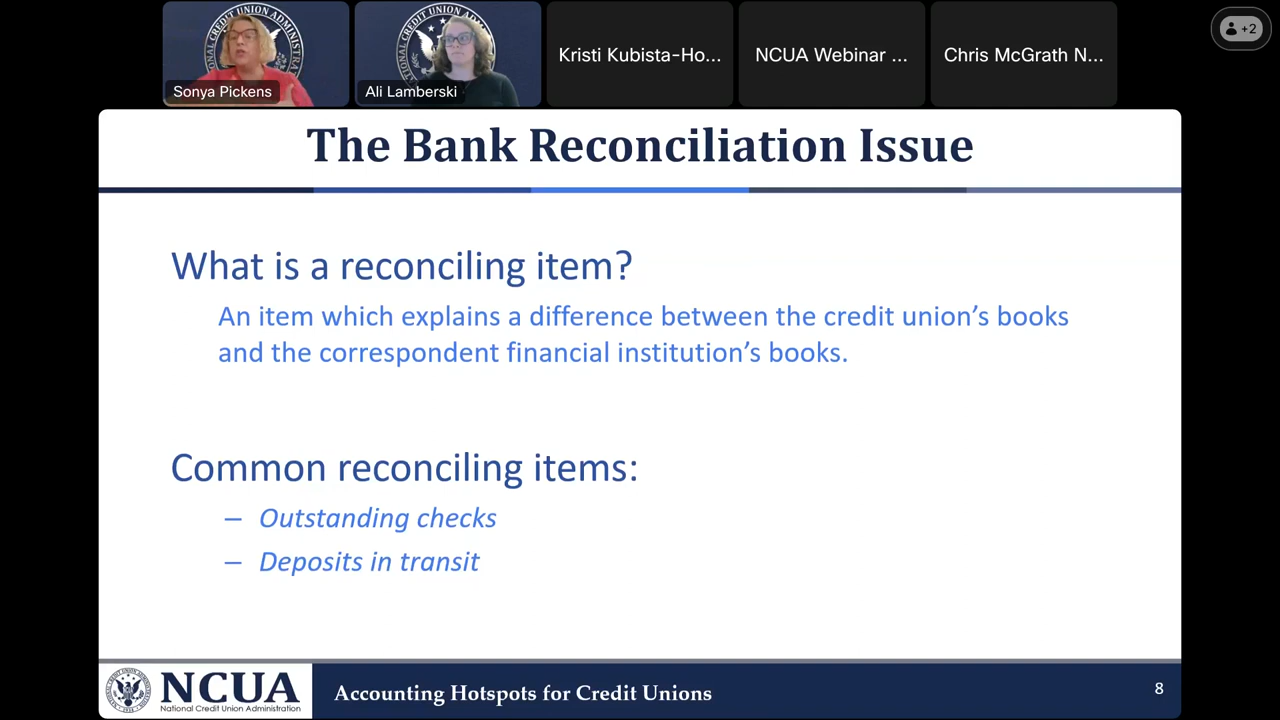 Sonya Pickens
Ali Lamberski
Kristi Kubista-Ho...
NCUA Webinar ...
Chris McGrath N...
+2
The Bank Reconciliation Issue
What is a reconciling item?
An item which explains a difference between the credit union’s books
and the correspondent financial institution’s books.
Common reconciling items:
– Outstanding checks
– Deposits in transit
NCUA
National Credit Union Administration
Accounting Hotspots for Credit Unions
8